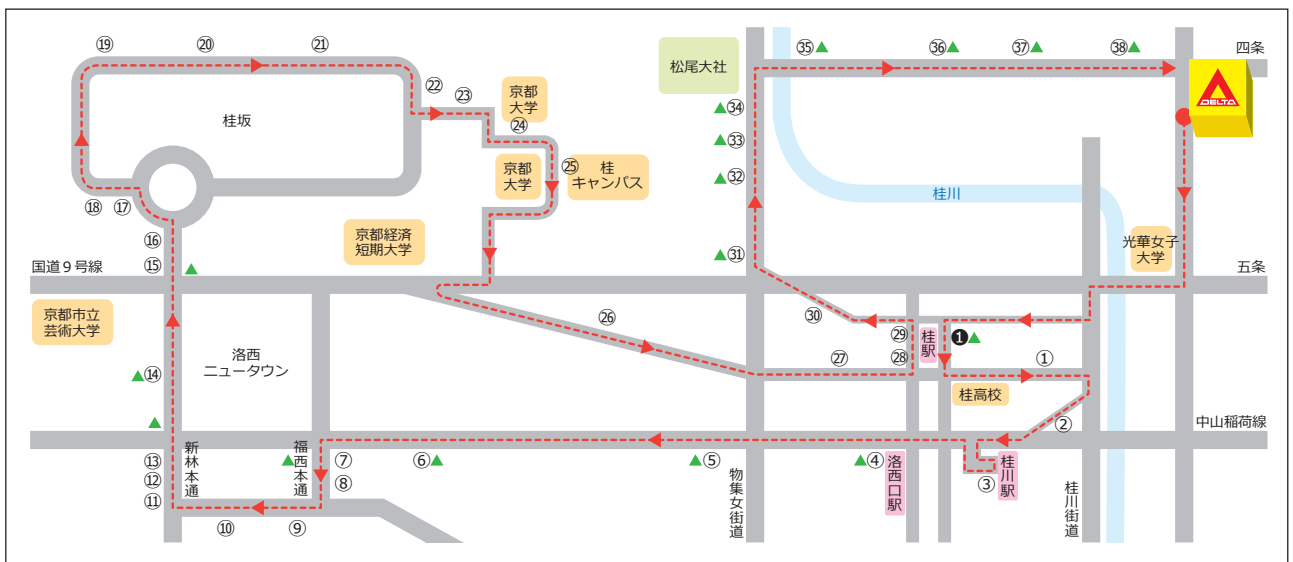 ⑲
⑳
㉑
㉒
㉓
京都
大学
㉔
桂坂
京都
大学
㉕
桂
キャンパス
⑱
⑰
⑯
⑮
京都経済
短期大学
国道９号線
京都市立
芸術大学
洛西
ニュータウン
⑭
⑬
⑫
⑪
新林本通
福西本通
⑩
⑨
⑦
⑧
⑥
⑤
④
物集女街道
洛西口駅
③
桂川駅
桂川街道
②
中山稲荷線
①
桂高校
❶
桂駅
㉙
㉘
㉗
㉖
㉚
㉛
㉜
㉝
㉞
松尾大社
㉟
㊱
㊲
㊳
四条
DELTA
桂川
光華女子
大学
五条